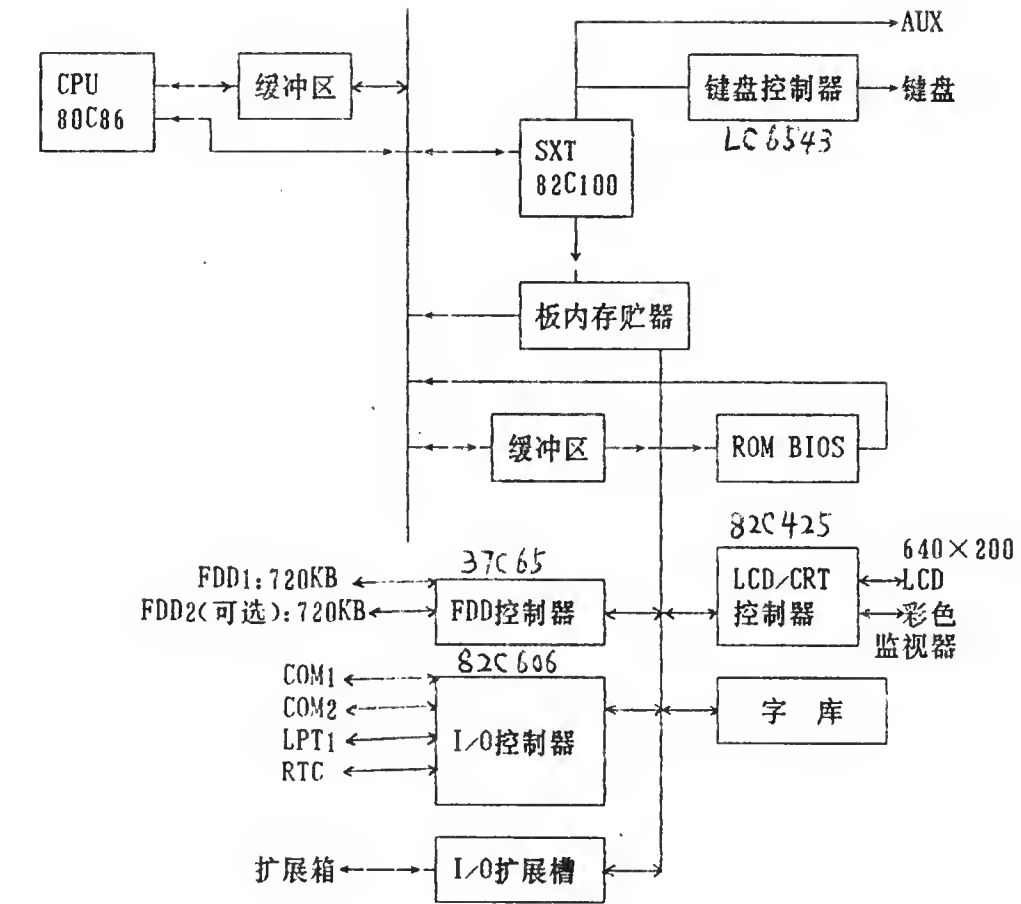 AUX
CPU
80C86
缓冲区
键盘控制器
键盘
LC6543
SXT
82C100
板内存贮器
缓冲区
ROM BIOS
82C425
37C65
640×200
FDD1:720KB
LCD/CRT
LCD
FDD2(可选):720KB
FDD控制器
控制器
彩色
监视器
82C606
COM1
COM2
LPT1
RTC
I/O控制器
字 库
扩展箱
I/O扩展槽